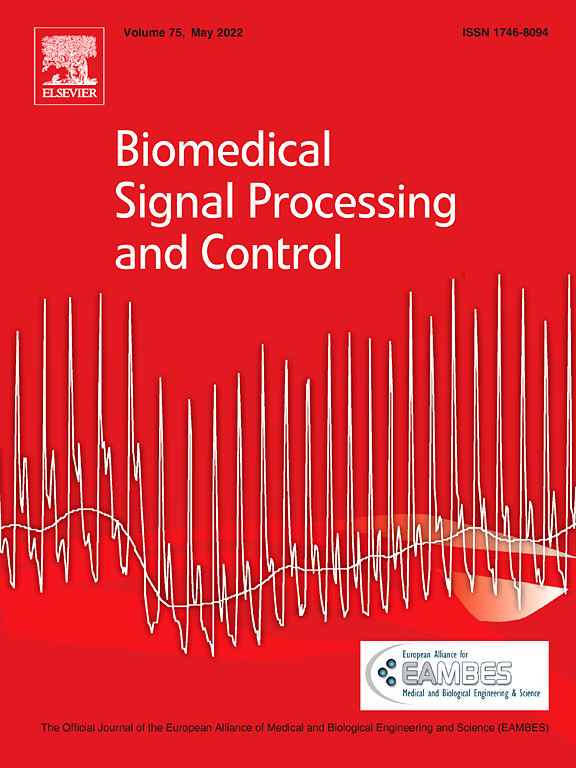 Volume 75, May 2022
ISSN 1746-8094
ELSEVIER
Biomedical
Signal Processing
and Control
European Alliance for
EAMBES
Medical and Biological Engineering & Science
The Official Journal of the European Alliance of Medical and Biological Engineering and Science (EAMBES)